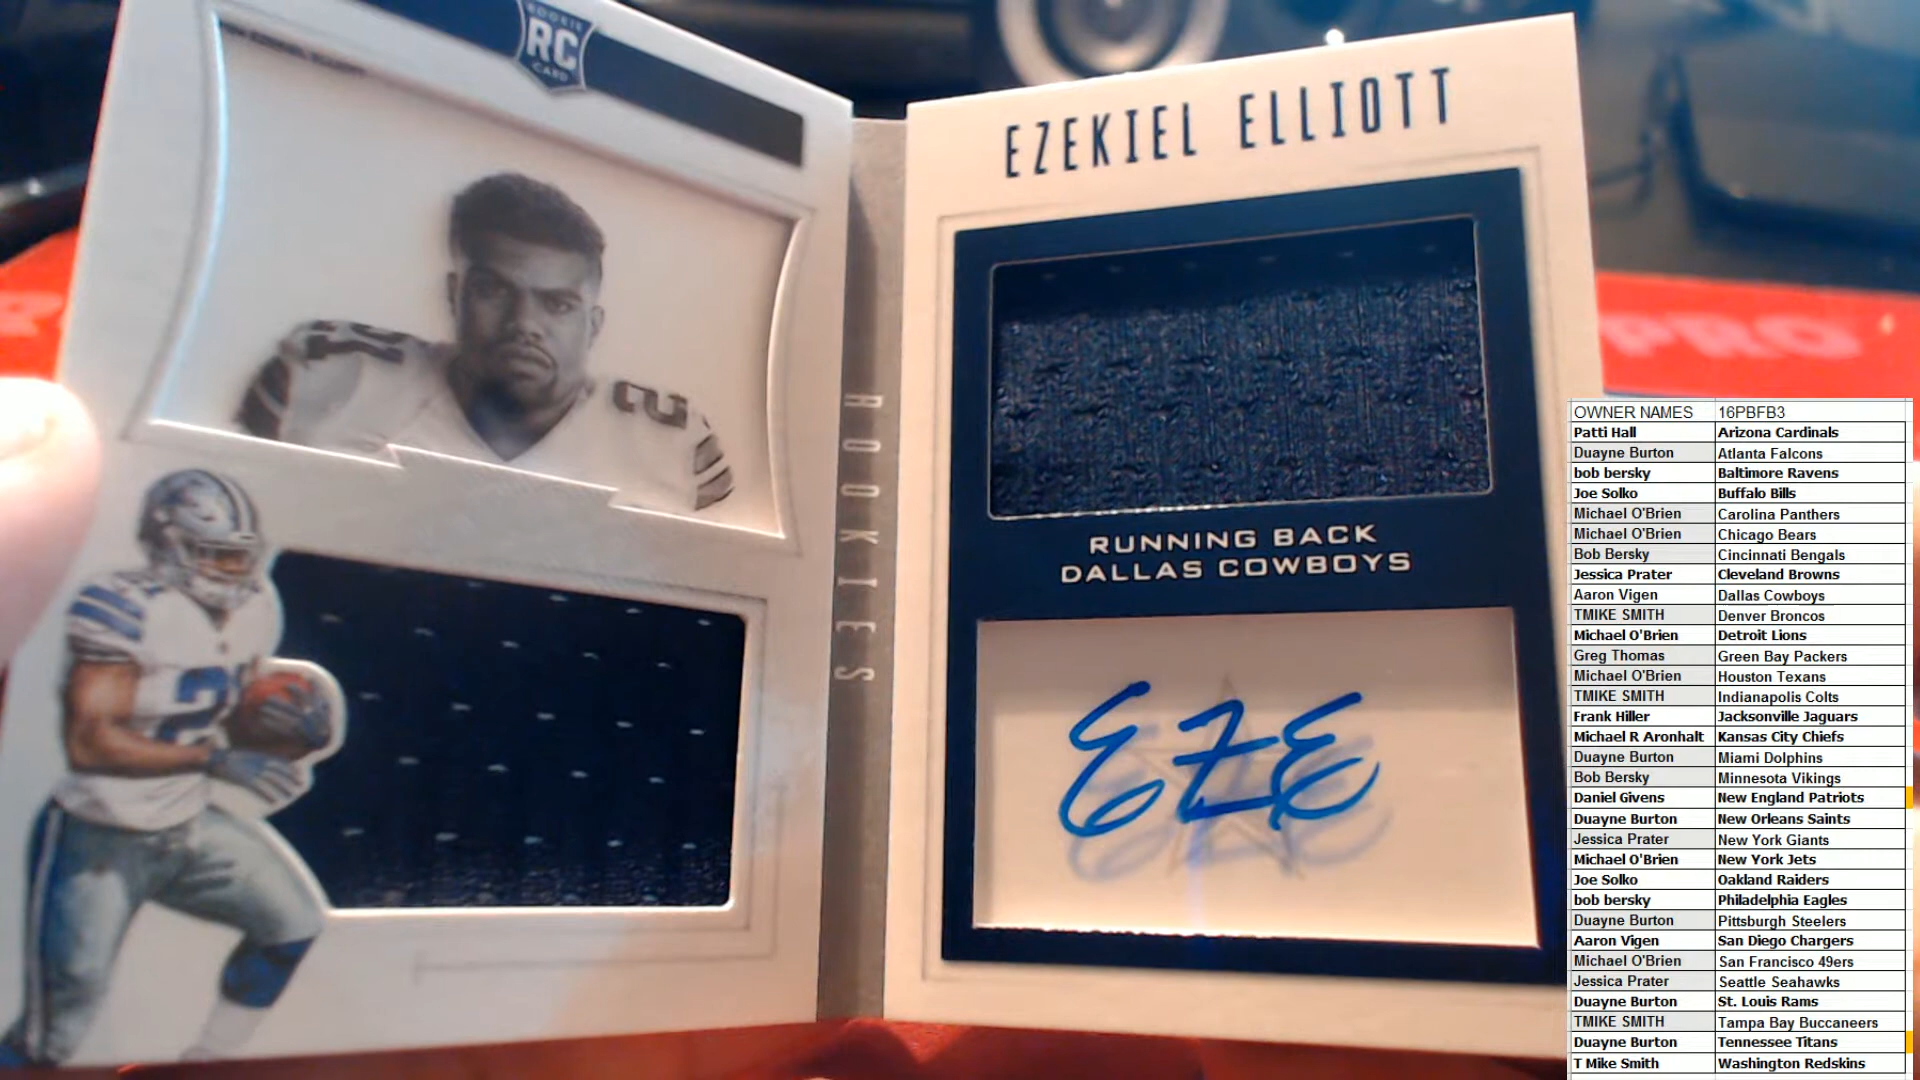 ROOKIE
RC
CARD
EZEKIEL ELLIOTT
ROOKIES
RUNNING BACK
DALLAS COWBOYS
EZE
21
2
2
PRO
OWNER NAMES 16PBFB3
Patti Hall Arizona Cardinals
Duayne Burton Atlanta Falcons
bob bersky Baltimore Ravens
Joe Solko Buffalo Bills
Michael O'Brien Carolina Panthers
Michael O'Brien Chicago Bears
Bob Bersky Cincinnati Bengals
Jessica Prater Cleveland Browns
Aaron Vigen Dallas Cowboys
TMIKE SMITH Denver Broncos
Michael O'Brien Detroit Lions
Greg Thomas Green Bay Packers
Michael O'Brien Houston Texans
TMIKE SMITH Indianapolis Colts
Frank Hiller Jacksonville Jaguars
Michael R Aronhalt Kansas City Chiefs
Duayne Burton Miami Dolphins
Bob Bersky Minnesota Vikings
Daniel Givens New England Patriots
Duayne Burton New Orleans Saints
Jessica Prater New York Giants
Michael O'Brien New York Jets
Joe Solko Oakland Raiders
bob bersky Philadelphia Eagles
Duayne Burton Pittsburgh Steelers
Aaron Vigen San Diego Chargers
Michael O'Brien San Francisco 49ers
Jessica Prater Seattle Seahawks
Duayne Burton St. Louis Rams
TMIKE SMITH Tampa Bay Buccaneers
Duayne Burton Tennessee Titans
T Mike Smith Washington Redskins